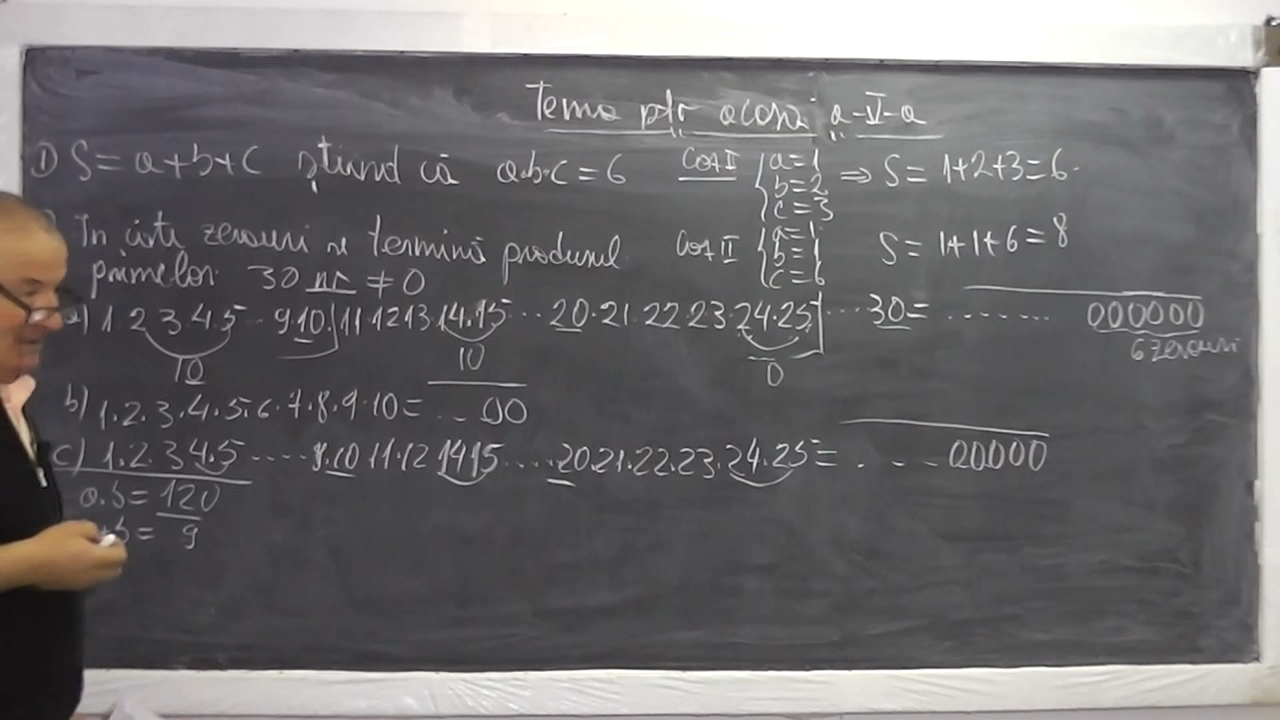 Tema ptr acasă a-V-a
1) S = a+b+c știind că a·b·c = 6 Caz II { a=1 b=2 c=3 ⇒ S = 1+2+3=6.
În câte zerouri se termină produsul Caz II { a=1 b=1 c=6 S = 1+1+6=8
primelor 30 nr ≠0
a) 1 2 3 4·5 ·· 9·10·11·12 13·14·15 ··· 20·21·22·23·24·25 ··· 30= ........ 000000
10 10 0 6 zerouri
b) 1·2·3·4·5·6·7·8·9·10= ... 00
c) 1·2·3 4·5 ..... 9·10 11·12 14 15 ..... 20·21·22·23·24·25= . ... 00000
a·b = 120
+b = 9